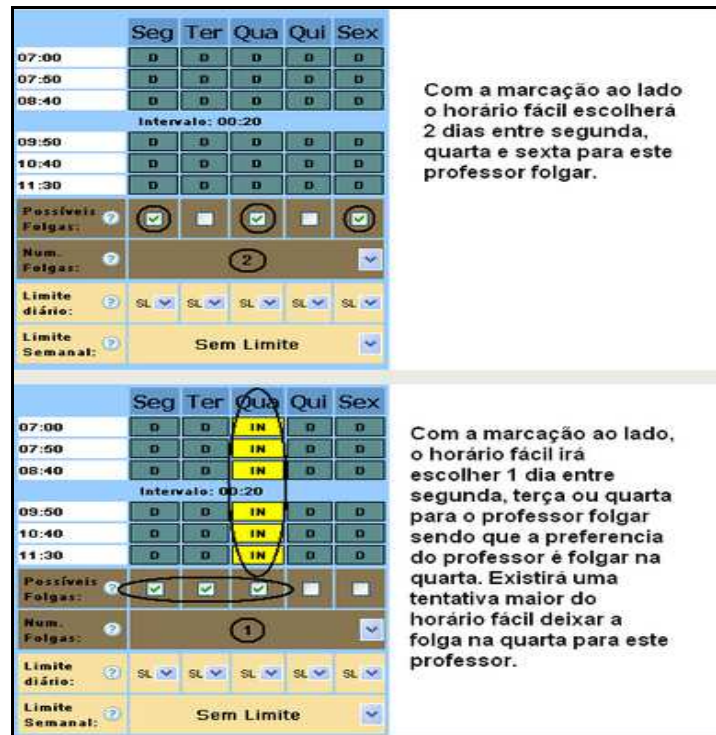 Seg Ter Qua Qui Sex
07:00 D D D D D
07:50 D D D D D
08:40 D D D D D
Intervalo: 00:20
09:50 D D D D D
10:40 D D D D D
11:30 D D D D D
Possíveis Folgas: ?
Num. Folgas: ? 2
Limite diário: ? SL SL SL SL SL
Limite Semanal: ? Sem Limite
Com a marcação ao lado
o horário fácil escolherá
2 dias entre segunda,
quarta e sexta para este
professor folgar.
Seg Ter Qua Qui Sex
07:00 D D IN D D
07:50 D D IN D D
08:40 D D IN D D
Intervalo: 00:20
09:50 D D IN D D
10:40 D D IN D D
11:30 D D IN D D
Possíveis Folgas: ?
Num. Folgas: ? 1
Limite diário: ? SL SL SL SL SL
Limite Semanal: ? Sem Limite
Com a marcação ao lado,
o horário fácil irá
escolher 1 dia entre
segunda, terça ou quarta
para o professor folgar
sendo que a preferencia
do professor é folgar na
quarta. Existirá uma
tentativa maior do
horário fácil deixar a
folga na quarta para este
professor.